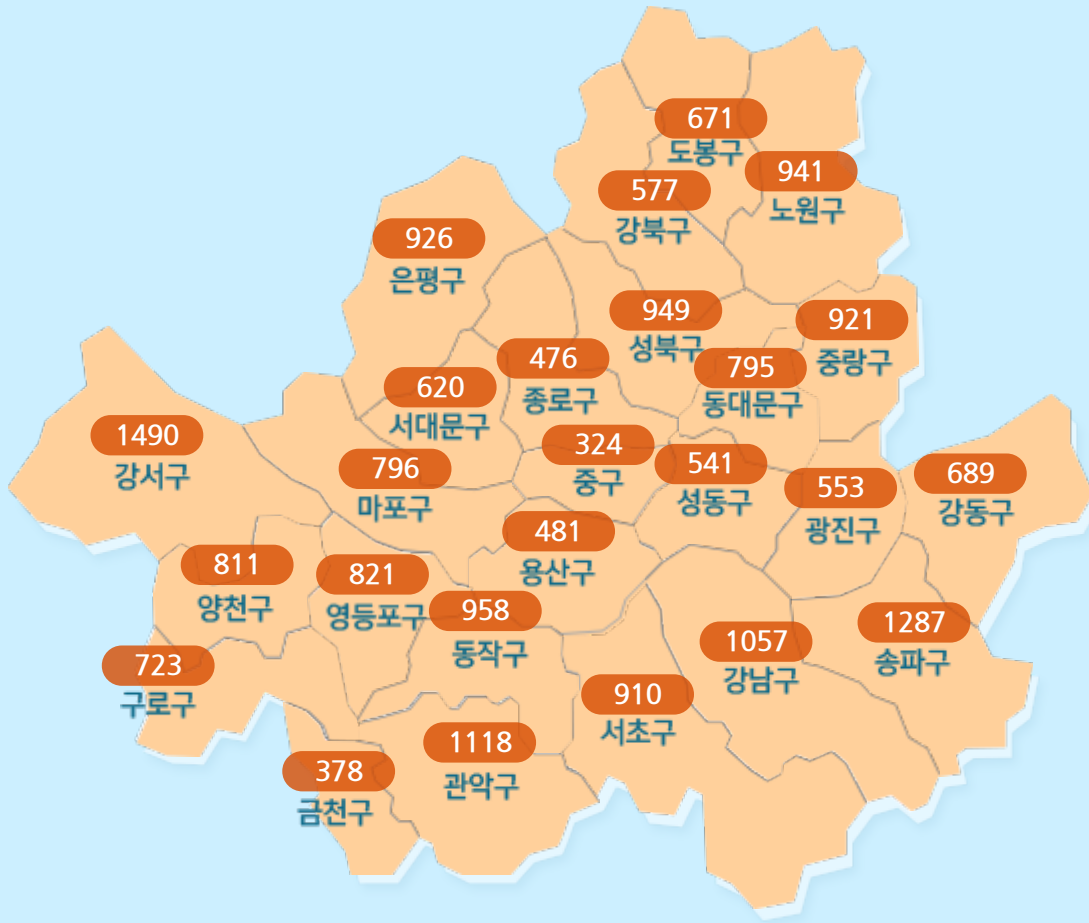 671
도봉구
941
노원구
577
강북구
926
은평구
949
성북구
921
중랑구
476
종로구
795
동대문구
620
서대문구
1490
강서구
324
중구
796
마포구
541
성동구
553
광진구
689
강동구
481
용산구
811
양천구
821
영등포구
958
동작구
1287
송파구
1057
강남구
723
구로구
910
서초구
1118
관악구
378
금천구